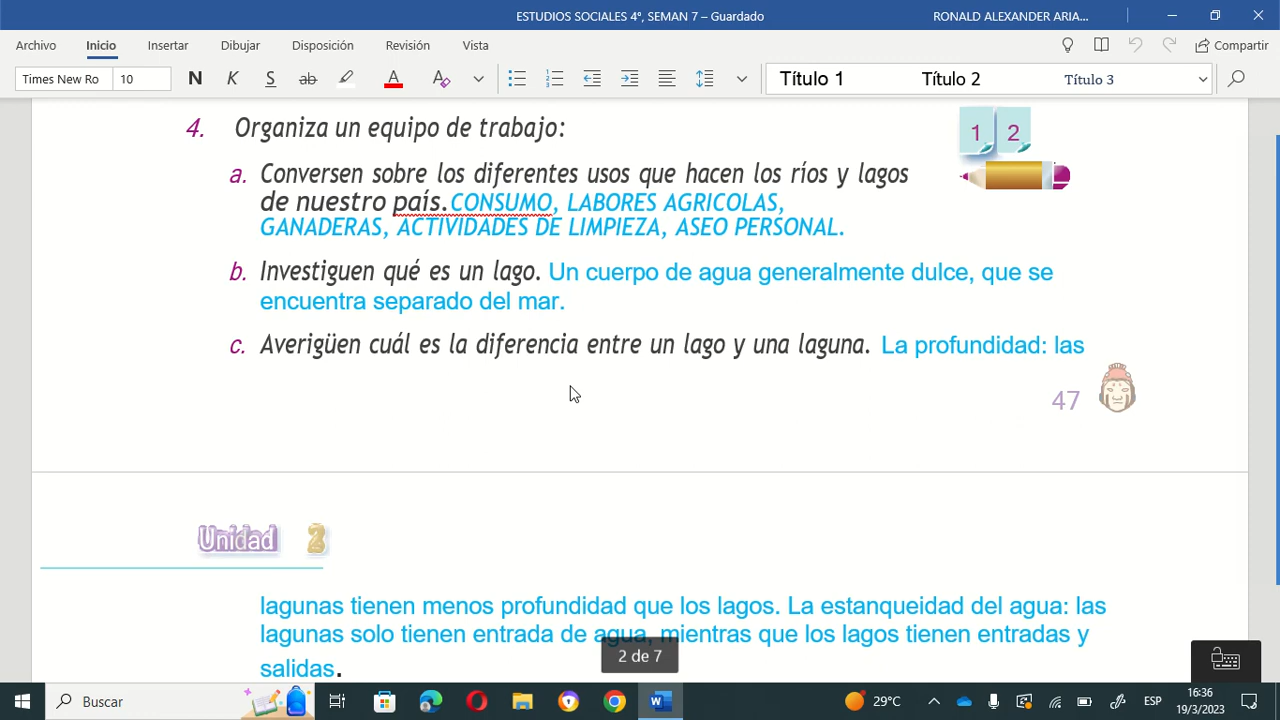 ESTUDIOS SOCIALES 4º, SEMAN 7 – Guardado
RONALD ALEXANDER ARIA...
Archivo Inicio Insertar Dibujar Disposición Revisión Vista
Compartir
Times New Ro 10 N K S ab A A Título 1 Título 2 Título 3
4. Organiza un equipo de trabajo:
1 2
a. Conversen sobre los diferentes usos que hacen los ríos y lagos
de nuestro país. CONSUMO, LABORES AGRICOLAS,
GANADERAS, ACTIVIDADES DE LIMPIEZA, ASEO PERSONAL.
b. Investiguen qué es un lago. Un cuerpo de agua generalmente dulce, que se
encuentra separado del mar.
c. Averigüen cuál es la diferencia entre un lago y una laguna. La profundidad: las
47
Unidad 2
lagunas tienen menos profundidad que los lagos. La estanqueidad del agua: las
lagunas solo tienen entrada de agua, mientras que los lagos tienen entradas y
salidas.
2 de 7
Buscar
29°C
ESP
16:36
19/3/2023